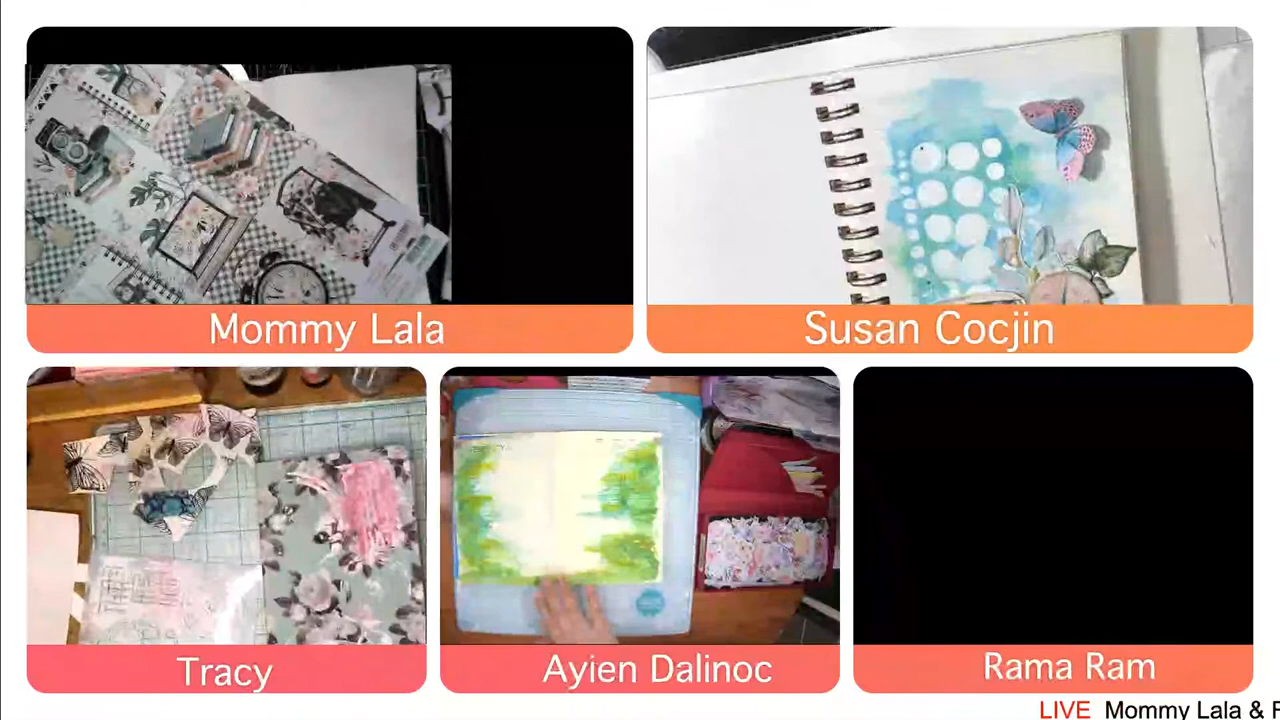 Mommy Lala
Susan Cocjin
Tracy
Ayien Dalinoc
Rama Ram
LIVE Mommy Lala & F